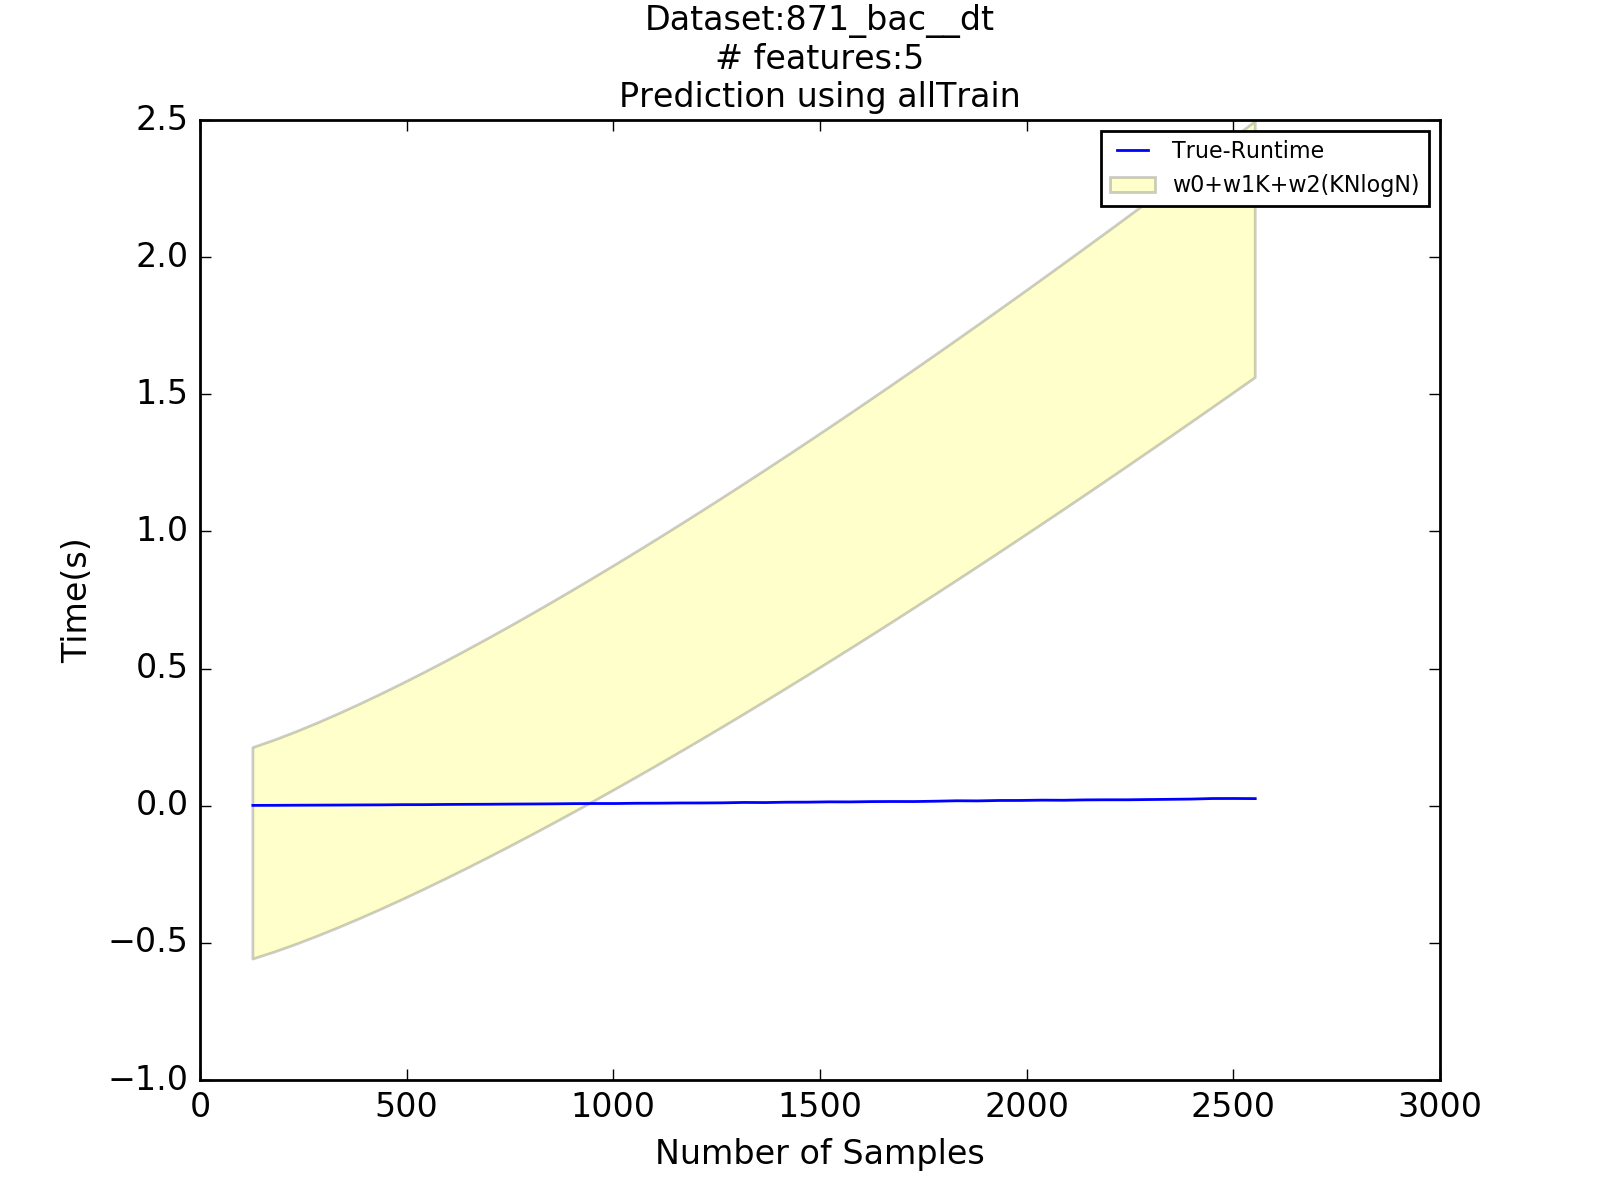 Dataset:871_bac__dt
# features:5
Prediction using allTrain
2.5
2.0
1.5
1.0
0.5
0.0
−0.5
−1.0
Time(s)
True-Runtime
w0+w1K+w2(KNlogN)
0 500 1000 1500 2000 2500 3000
Number of Samples